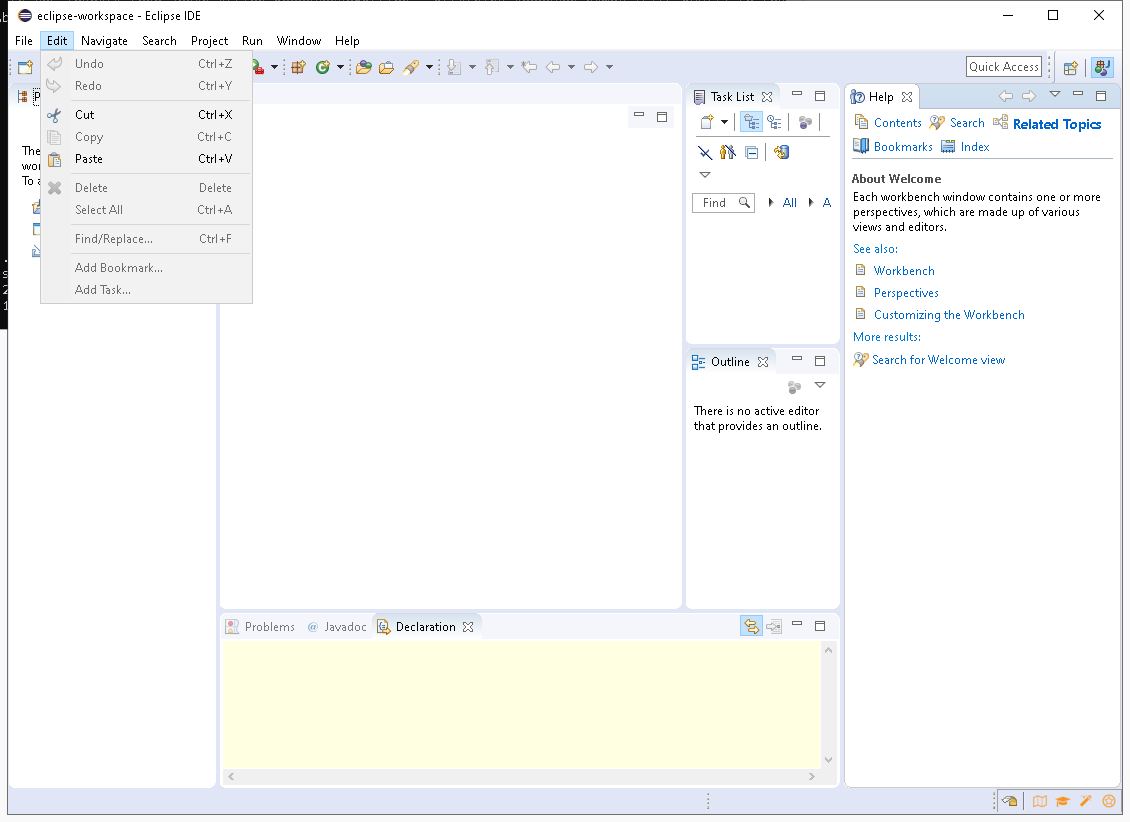 eclipse-workspace - Eclipse IDE
File Edit Navigate Search Project Run Window Help
Quick Access
Undo Ctrl+Z
Redo Ctrl+Y
Cut Ctrl+X
Copy Ctrl+C
Paste Ctrl+V
Delete Delete
Select All Ctrl+A
Find/Replace... Ctrl+F
Add Bookmark...
Add Task...
P
The
wor
To a
Task List
Find All A
Outline
There is no active editor
that provides an outline.
Help
Contents Search Related Topics
Bookmarks Index
About Welcome
Each workbench window contains one or more
perspectives, which are made up of various
views and editors.
See also:
Workbench
Perspectives
Customizing the Workbench
More results:
Search for Welcome view
Problems @ Javadoc Declaration